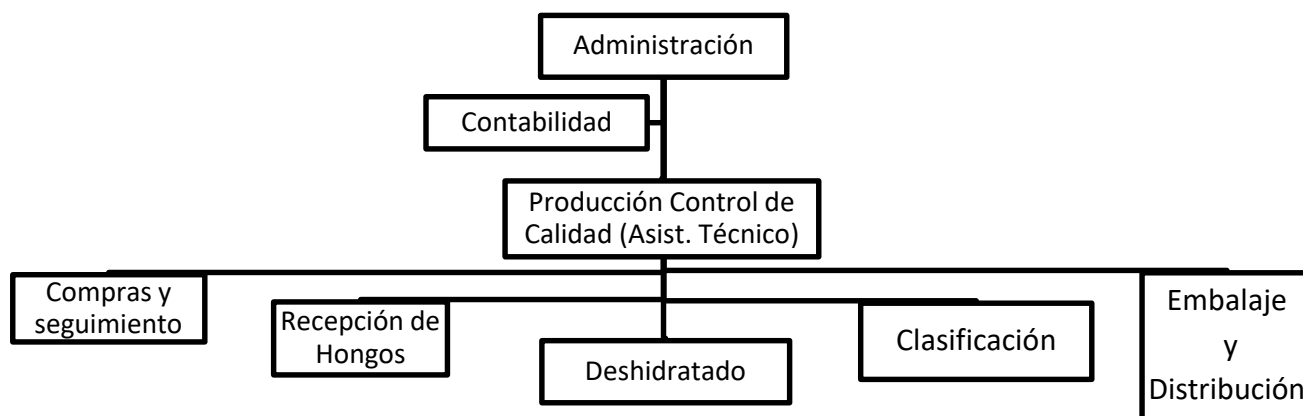 Administración
Contabilidad
Producción Control de
Calidad (Asist. Técnico)
Compras y
seguimiento
Recepción de
Hongos
Deshidratado
Clasificación
Embalaje
y
Distribución